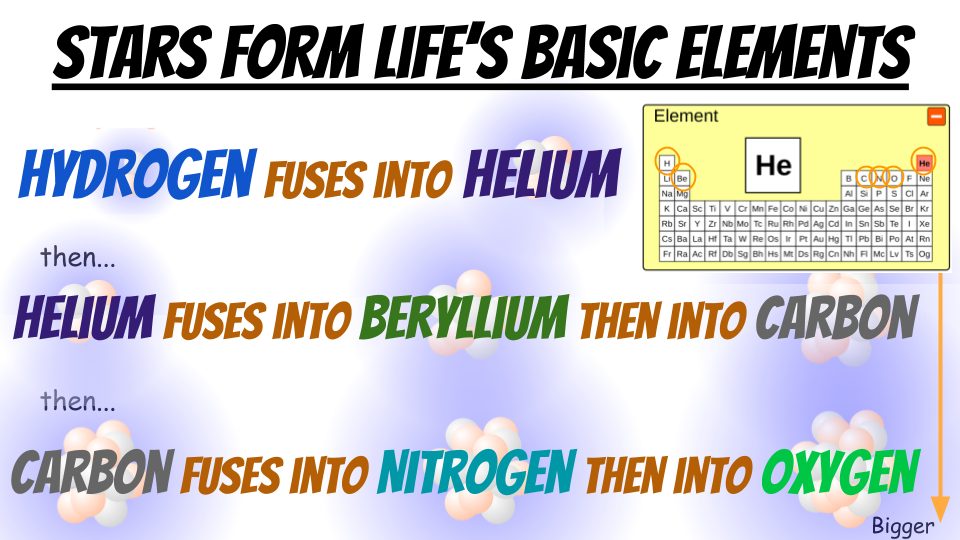 STARS FORM LIFE'S BASIC ELEMENTS
Element
He
H He
Li Be B C N O F Ne
Na Mg Al Si P S Cl Ar
K Ca Sc Ti V Cr Mn Fe Co Ni Cu Zn Ga Ge As Se Br Kr
Rb Sr Y Zr Nb Mo Tc Ru Rh Pd Ag Cd In Sn Sb Te I Xe
Cs Ba La Hf Ta W Re Os Ir Pt Au Hg Tl Pb Bi Po At Rn
Fr Ra Ac Rf Db Sg Bh Hs Mt Ds Rg Cn Nh Fl Mc Lv Ts Og
HYDROGEN FUSES INTO HELIUM
then...
HELIUM FUSES INTO BERYLLIUM THEN INTO CARBON
then...
CARBON FUSES INTO NITROGEN THEN INTO OXYGEN
Bigger